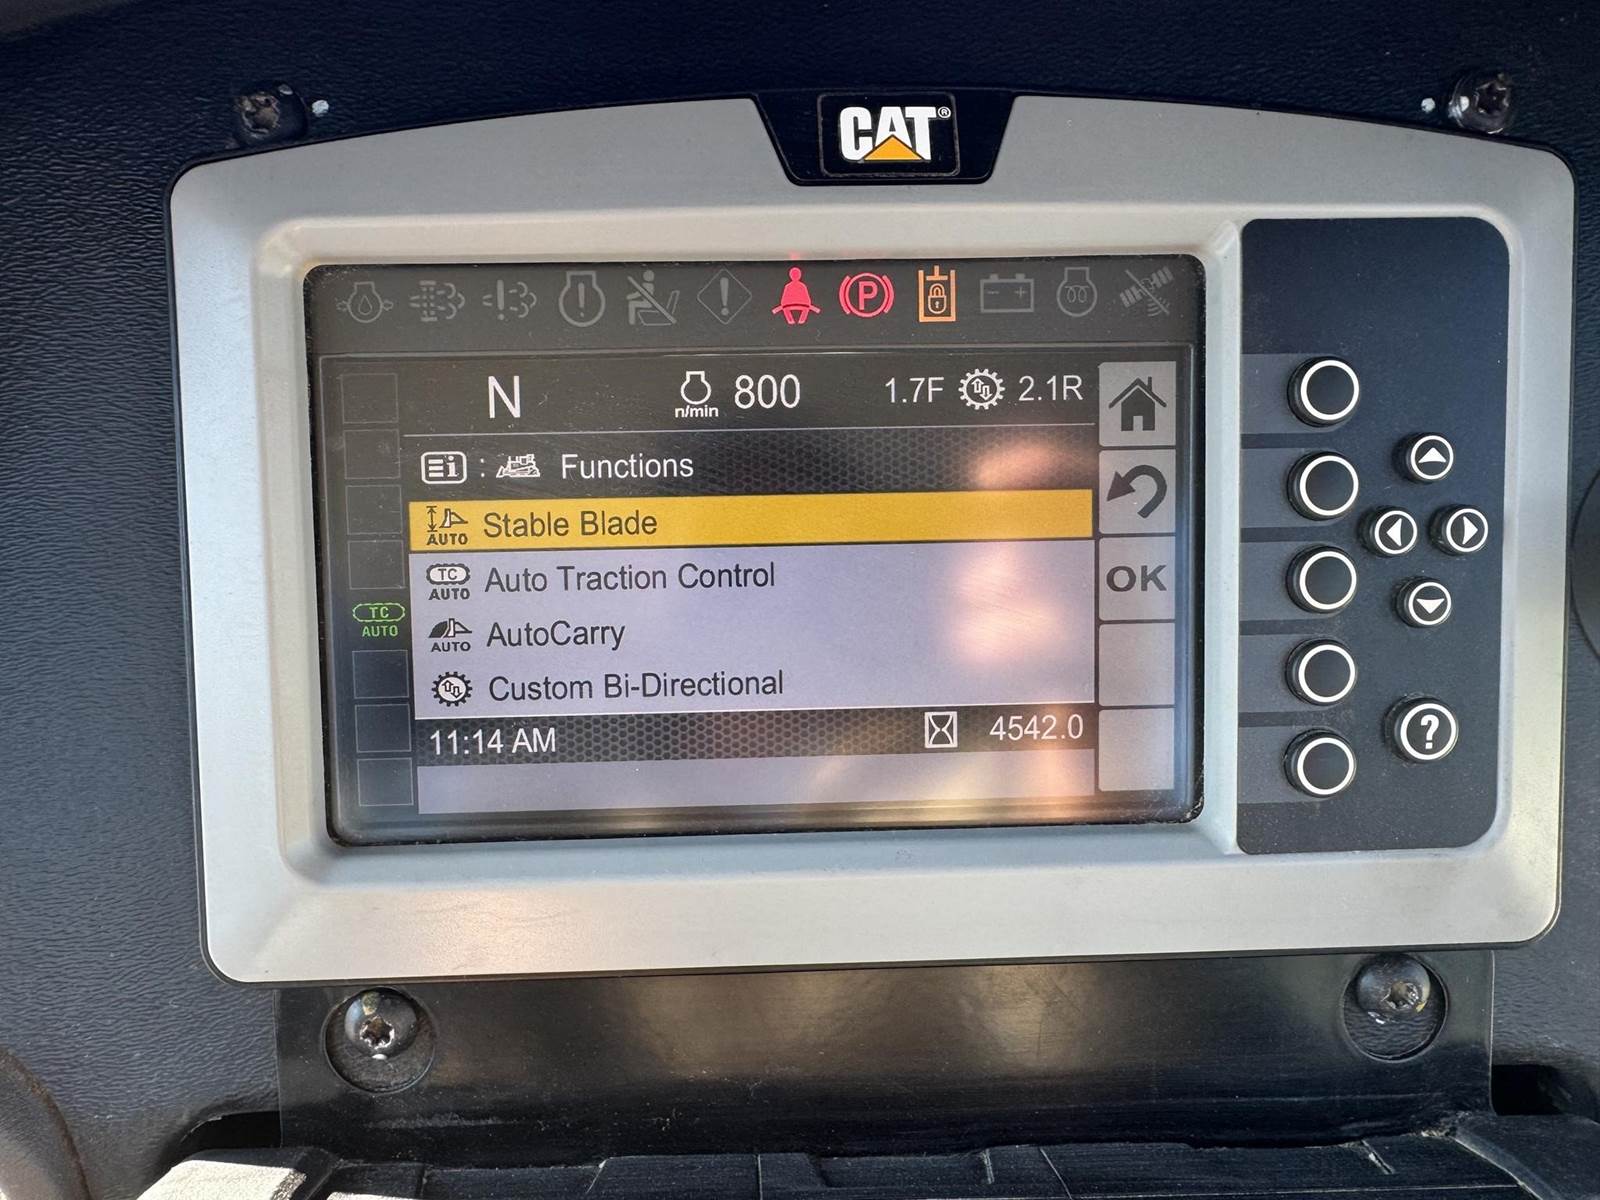 CAT®
P
N
n/min 800
1.7F 2.1R
i : Functions
AUTO Stable Blade
TC AUTO Auto Traction Control
AUTO AutoCarry
Custom Bi-Directional
11:14 AM 4542.0
TC
AUTO
OK
?